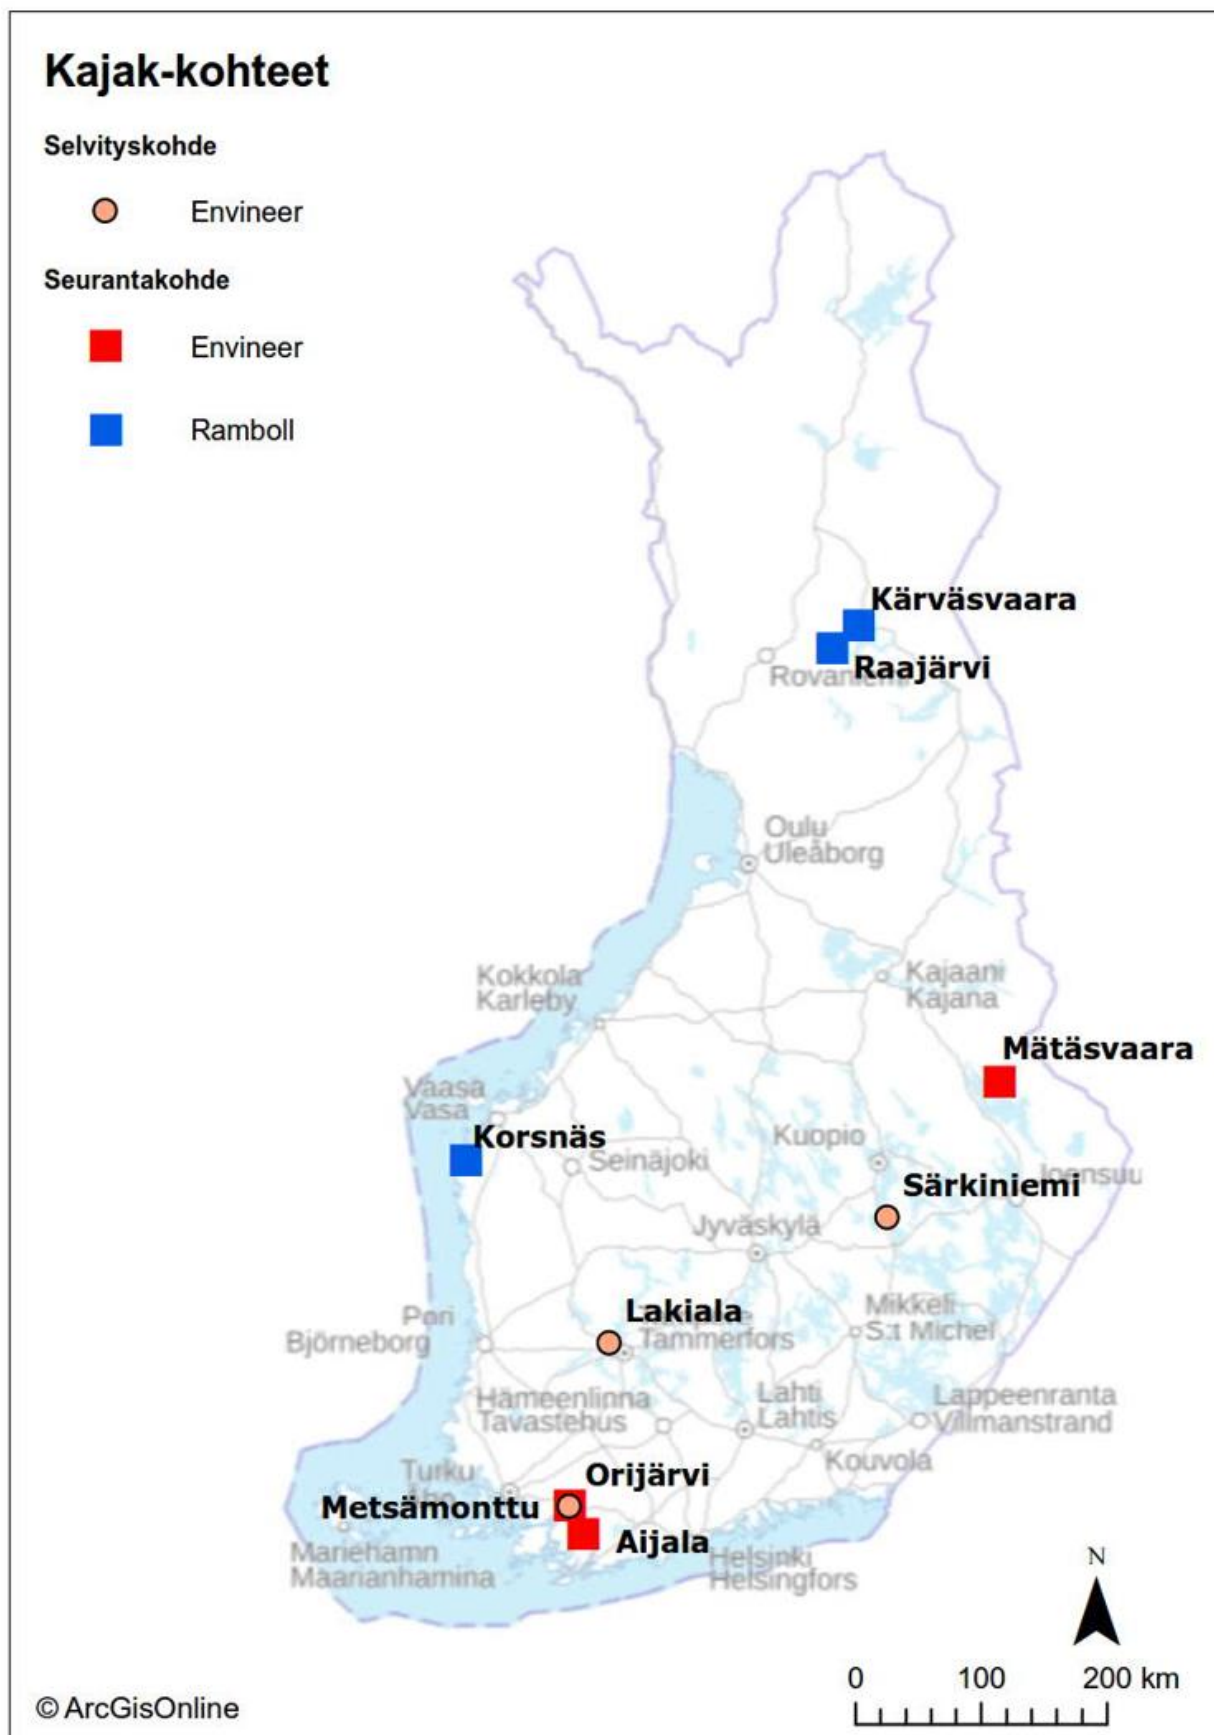 Kajak-kohteet
Selvityskohde
Envineer
Seurantakohde
Envineer
Ramboll
Kärväsvaara
Raajärvi
Oulu
Uleåborg
Kokkola
Karleby
Kajaani
Kajana
Mätäsvaara
Vaasa
Vasa
Korsnäs
Seinäjoki
Kuopio
Särkiniemi
Joensuu
Jyväskylä
Lakiala
Tammerfors
Pori
Björneborg
Mikkeli
S:t Michel
Hämeenlinna
Tavastehus
Lahti
Lahtis
Lappeenranta
Villmanstrand
Kouvola
Turku
Orijärvi
Metsämonttu
Aijala
Mariehamn
Maarianhamina
Helsinki
Helsingfors
N
0 100 200 km
© ArcGisOnline